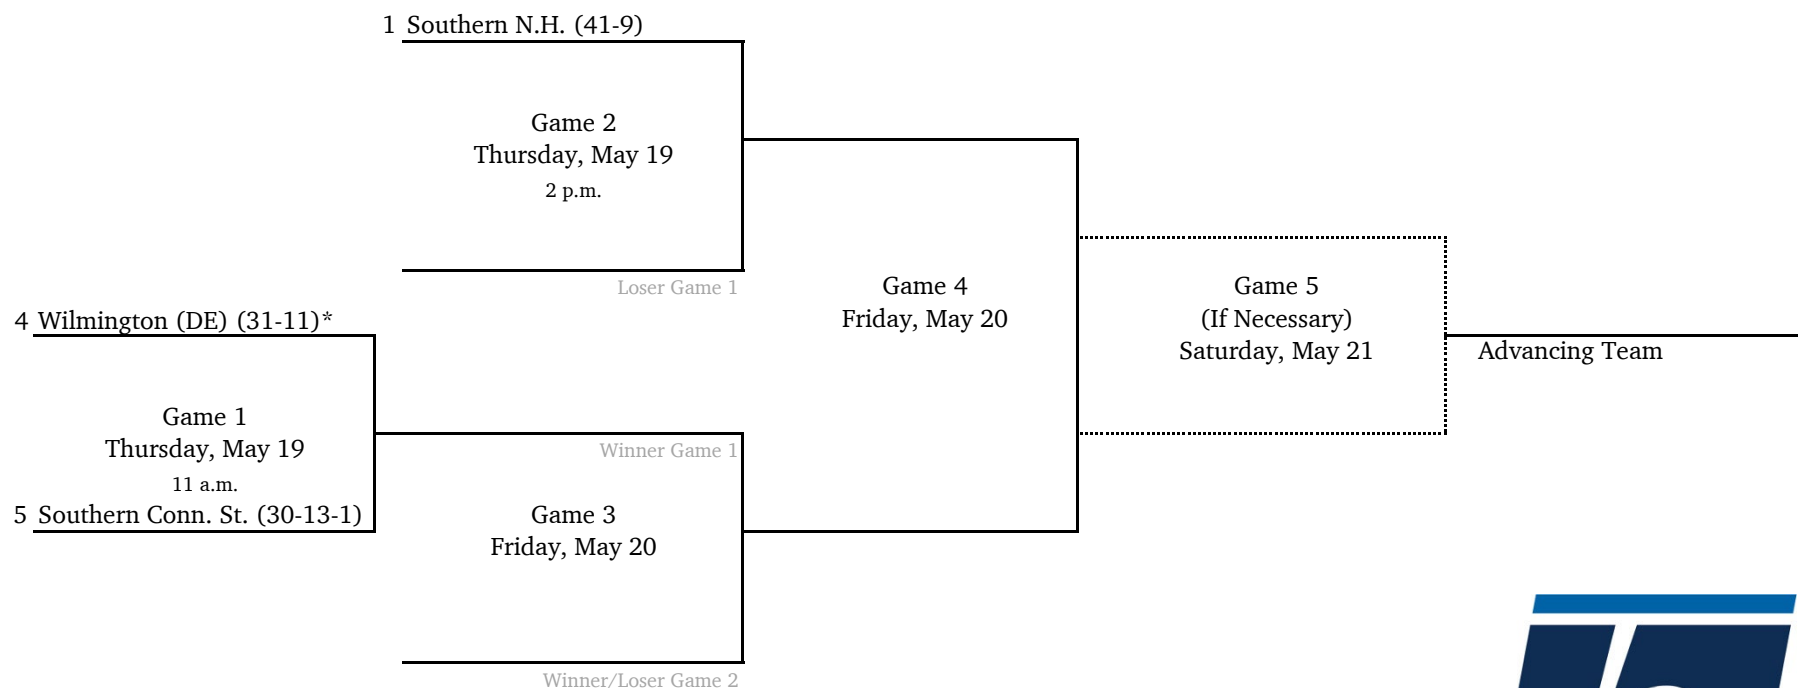 1 Southern N.H. (41-9)
Game 2
Thursday, May 19
2 p.m.
Loser Game 1
4 Wilmington (DE) (31-11)*
Game 1
Thursday, May 19
11 a.m.
5 Southern Conn. St. (30-13-1)
Winner Game 1
Game 3
Friday, May 20
Winner/Loser Game 2
Game 4
Friday, May 20
Game 5
(If Necessary)
Saturday, May 21
Advancing Team